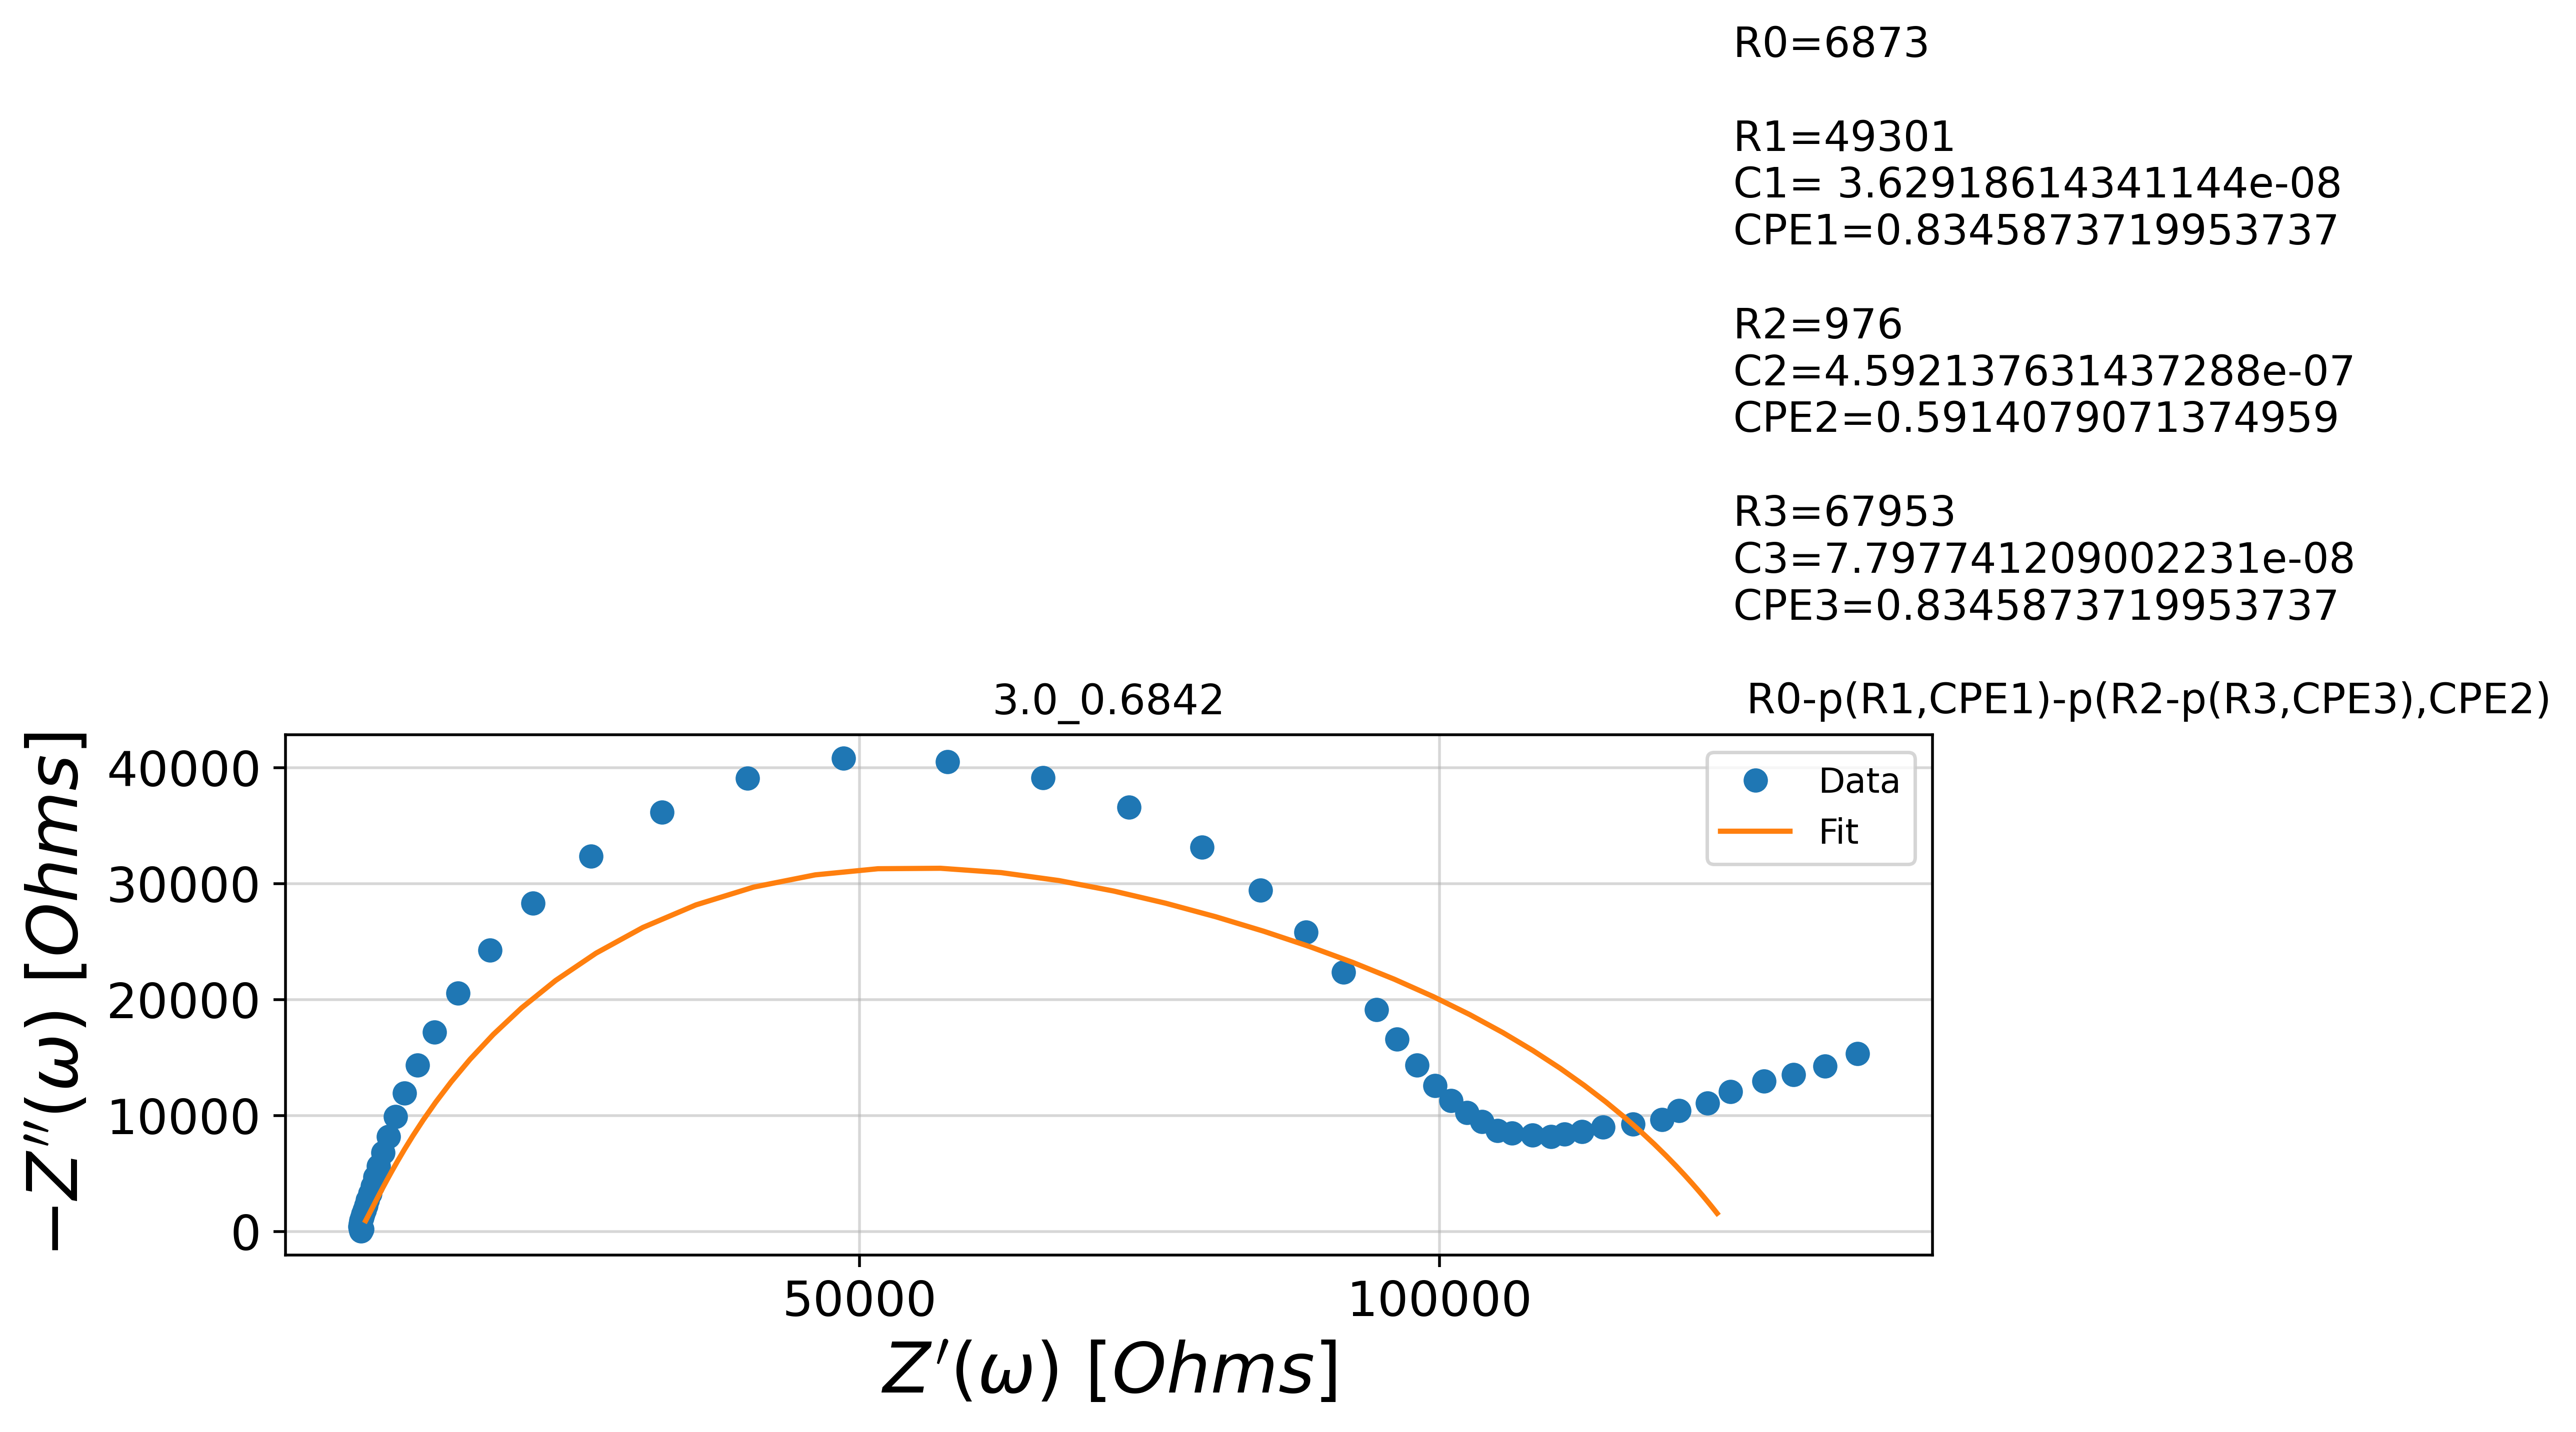 R0=6873
R1=49301
C1= 3.62918614341144e-08
CPE1=0.8345873719953737
R2=976
C2=4.592137631437288e-07
CPE2=0.5914079071374959
R3=67953
C3=7.797741209002231e-08
CPE3=0.8345873719953737
3.0_0.6842
R0-p(R1,CPE1)-p(R2-p(R3,CPE3),CPE2)
−Z″(ω) [Ohms]
40000
30000
20000
10000
0
Data
Fit
50000
100000
Z′(ω) [Ohms]